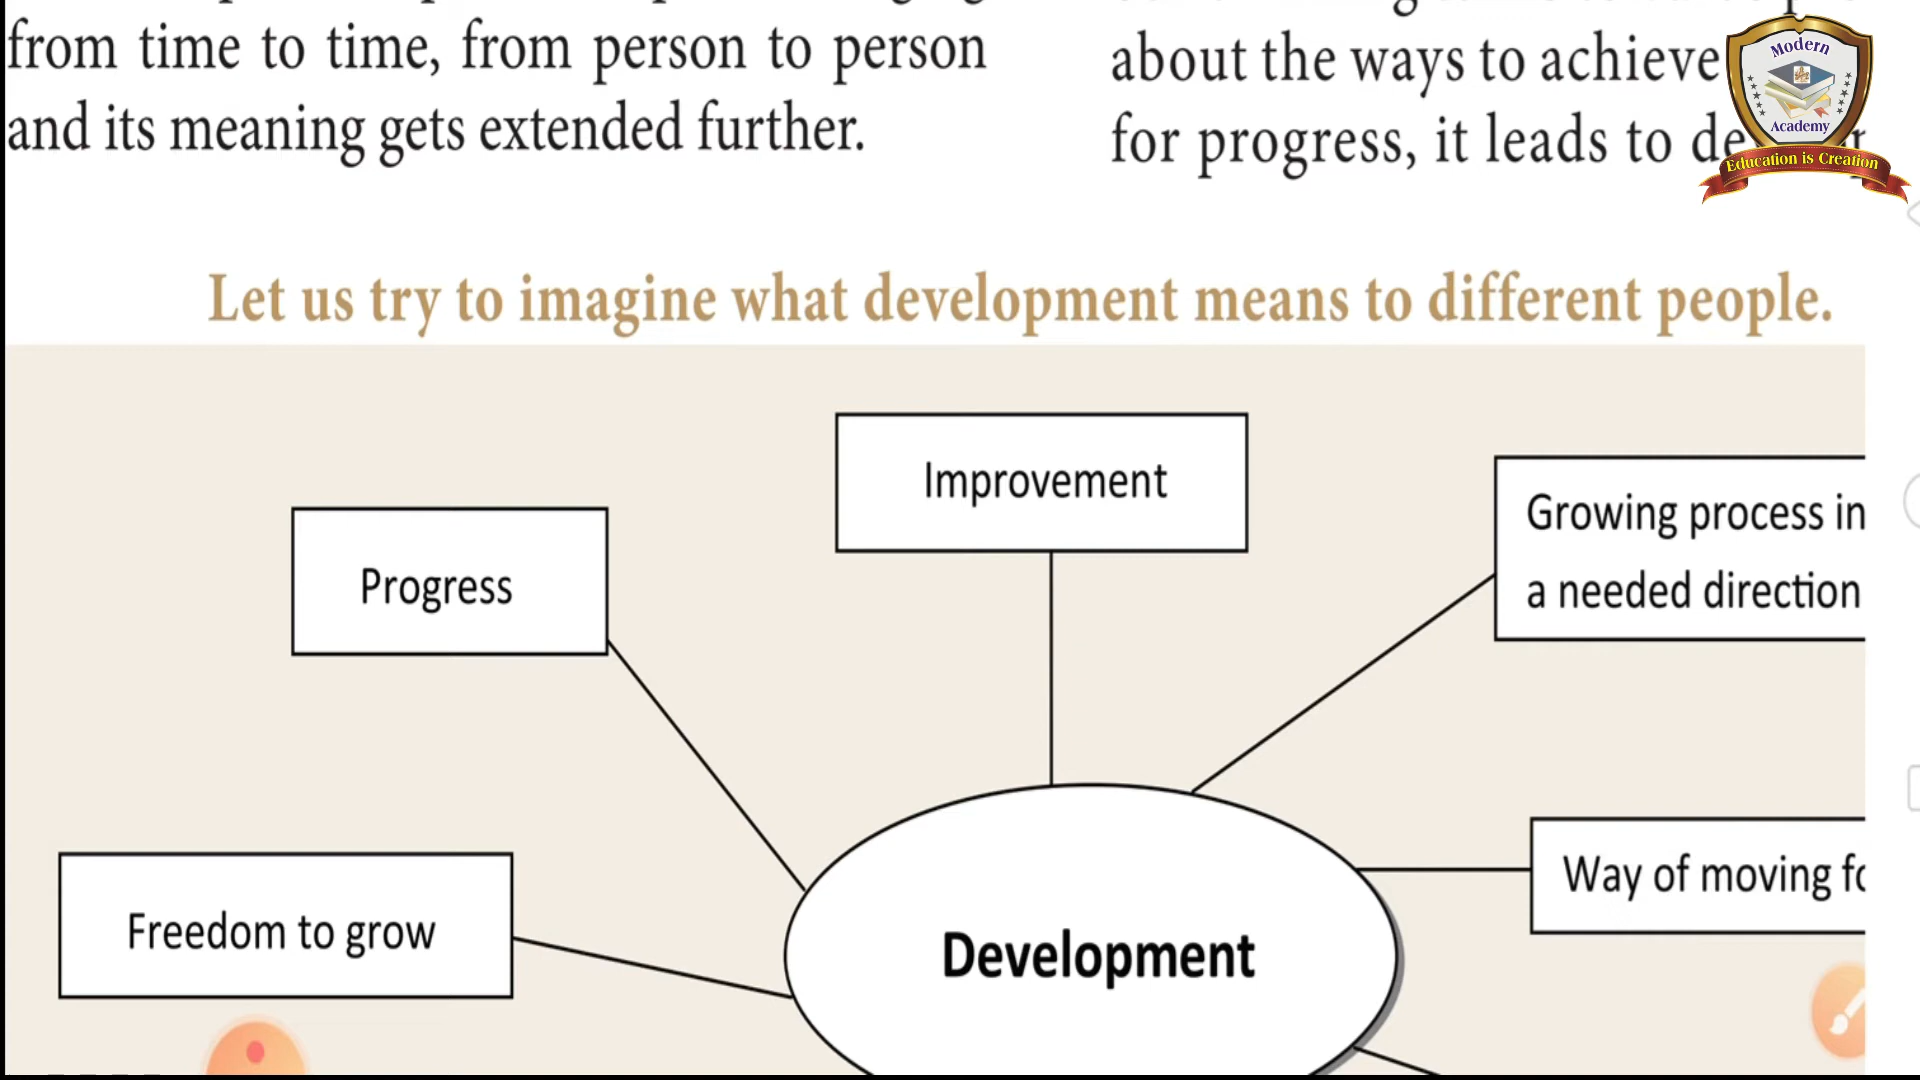 from time to time, from person to person
and its meaning gets extended further.
about the ways to achieve
for progress, it leads to
Modern
Academy
Education is Creation
Let us try to imagine what development means to different people.
Improvement
Growing process in
a needed direction
Progress
Way of moving
Freedom to grow
Development